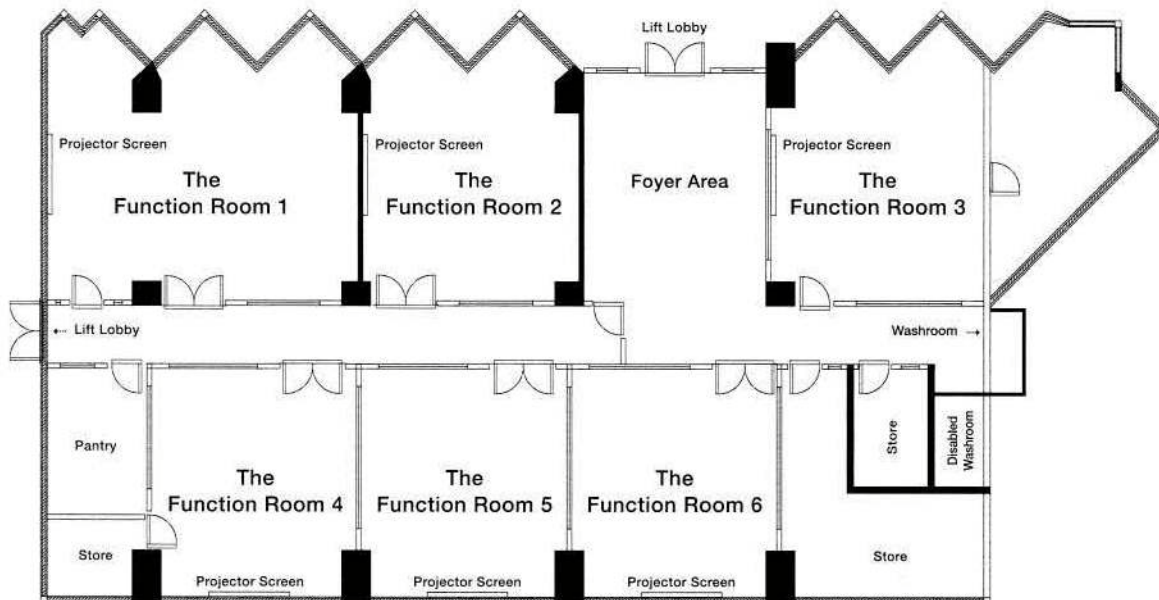 Lift Lobby
Projector Screen
The
Function Room 1
Projector Screen
The
Function Room 2
Foyer Area
Projector Screen
The
Function Room 3
Lift Lobby
Washroom
Pantry
Store
The
Function Room 4
Projector Screen
The
Function Room 5
Projector Screen
The
Function Room 6
Projector Screen
Store
Disabled
Washroom
Store